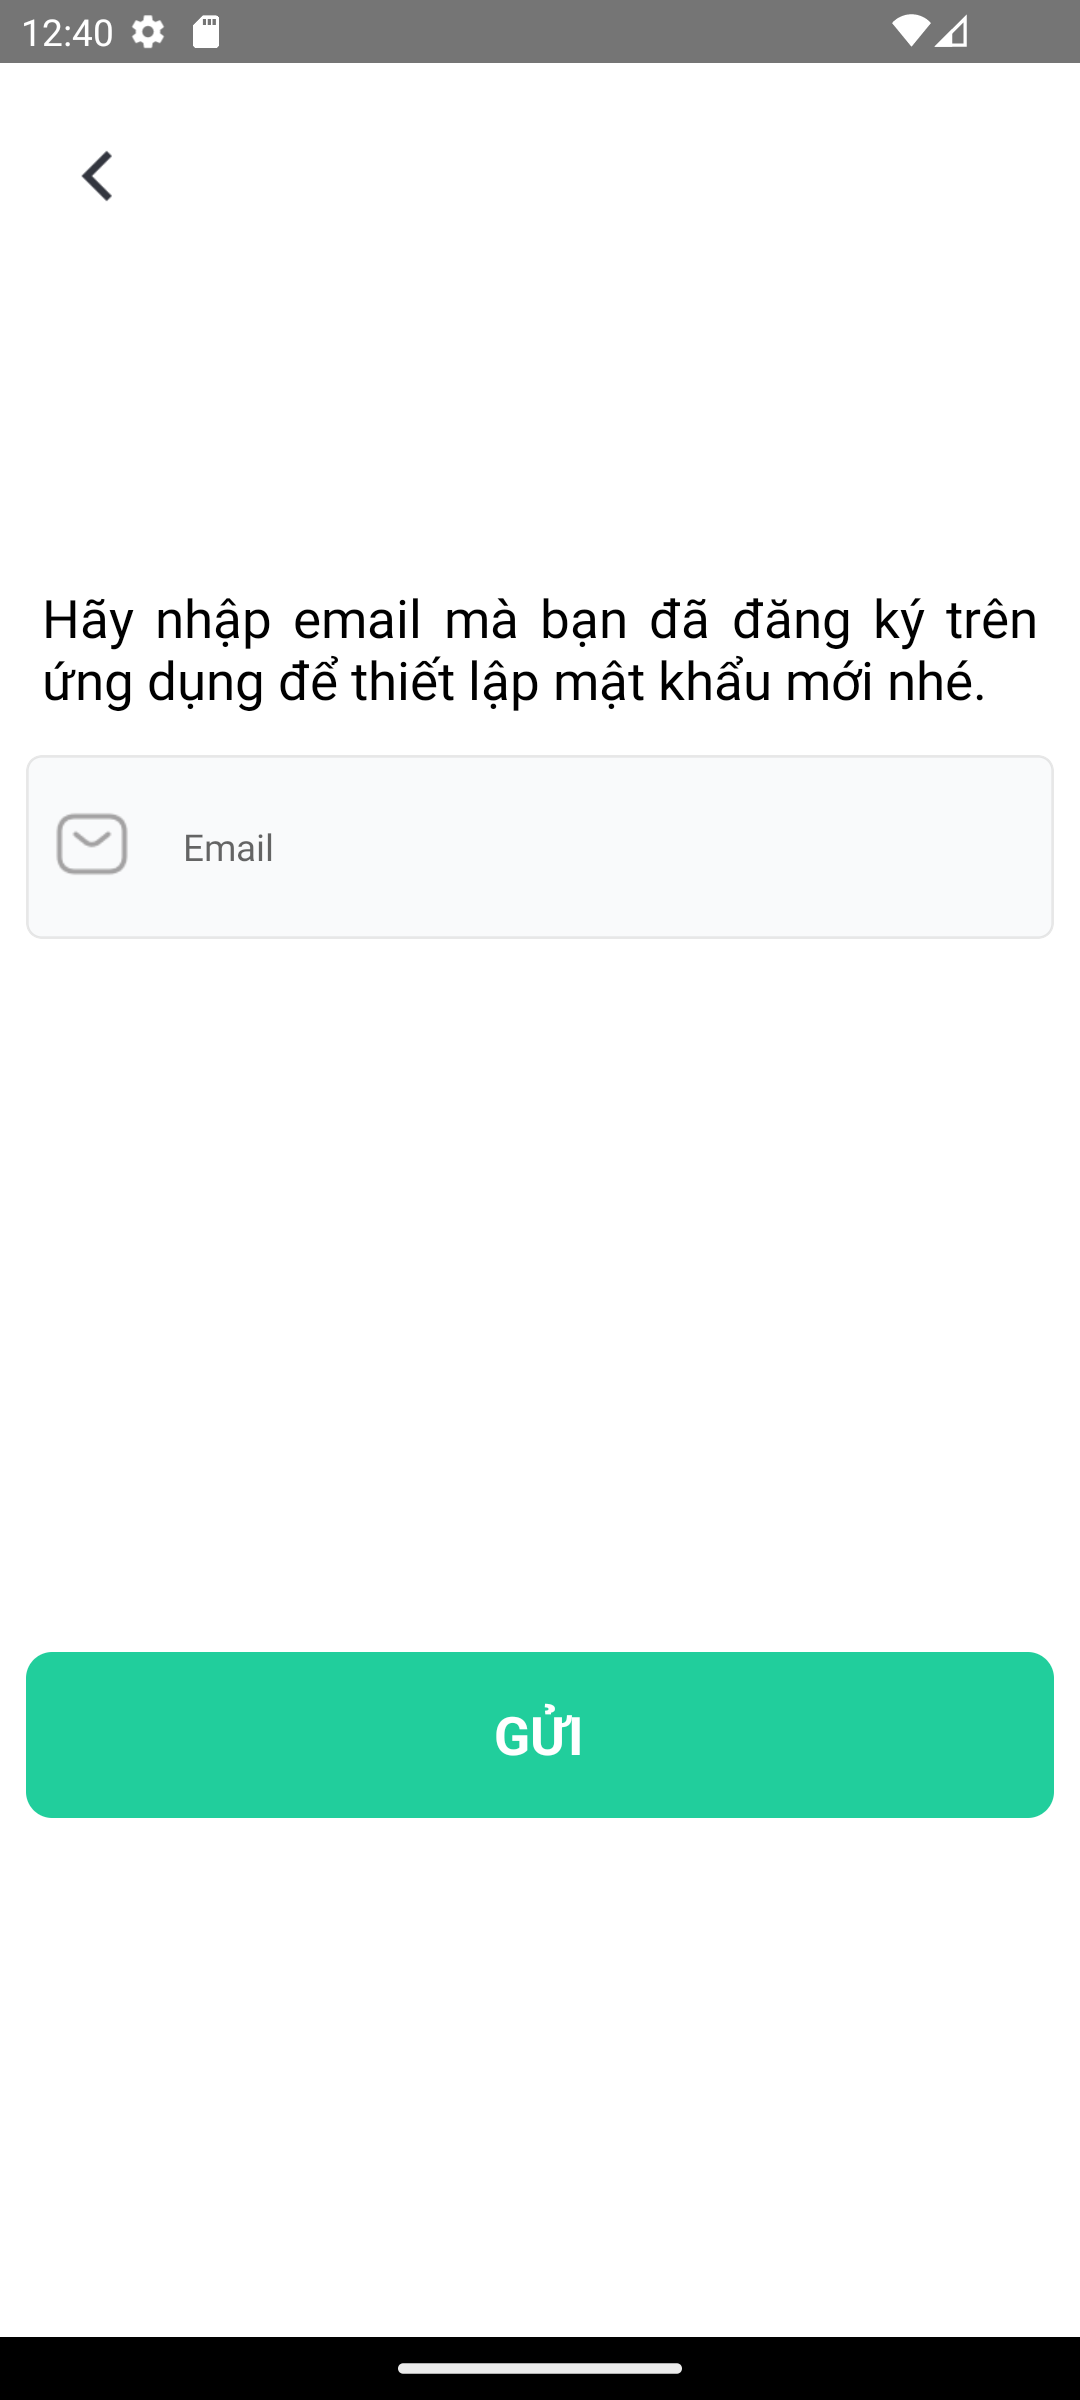 12:40
Hãy nhập email mà bạn đã đăng ký trên
ứng dụng để thiết lập mật khẩu mới nhé.
Email
GỬI